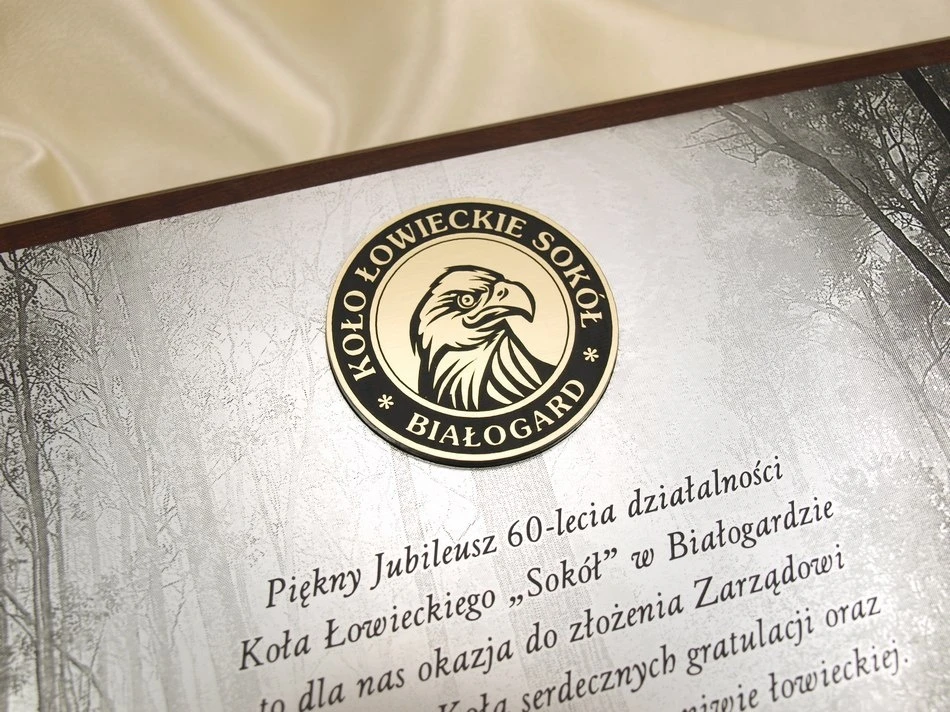 KOŁO ŁOWIECKIE SOKÓŁ
* BIAŁOGARD *
Piękny Jubileusz 60-lecia działalności
Koła Łowieckiego „Sokół” w Białogardzie
to dla nas okazja do złożenia Zarządowi
Koła serdecznych gratulacji oraz
niwie łowieckiej.